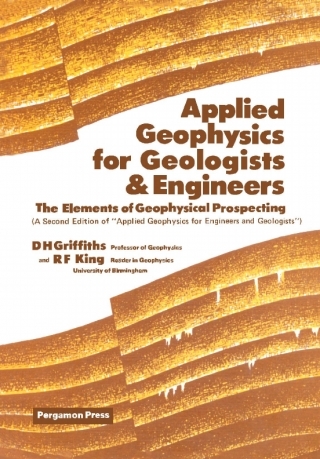 Applied
Geophysics
for Geologists
& Engineers
The Elements of Geophysical Prospecting
(A Second Edition of "Applied Geophysics for Engineers and Geologists")
D H Griffiths Professor of Geophysics
and R F King Reader in Geophysics
University of Birmingham
Pergamon Press